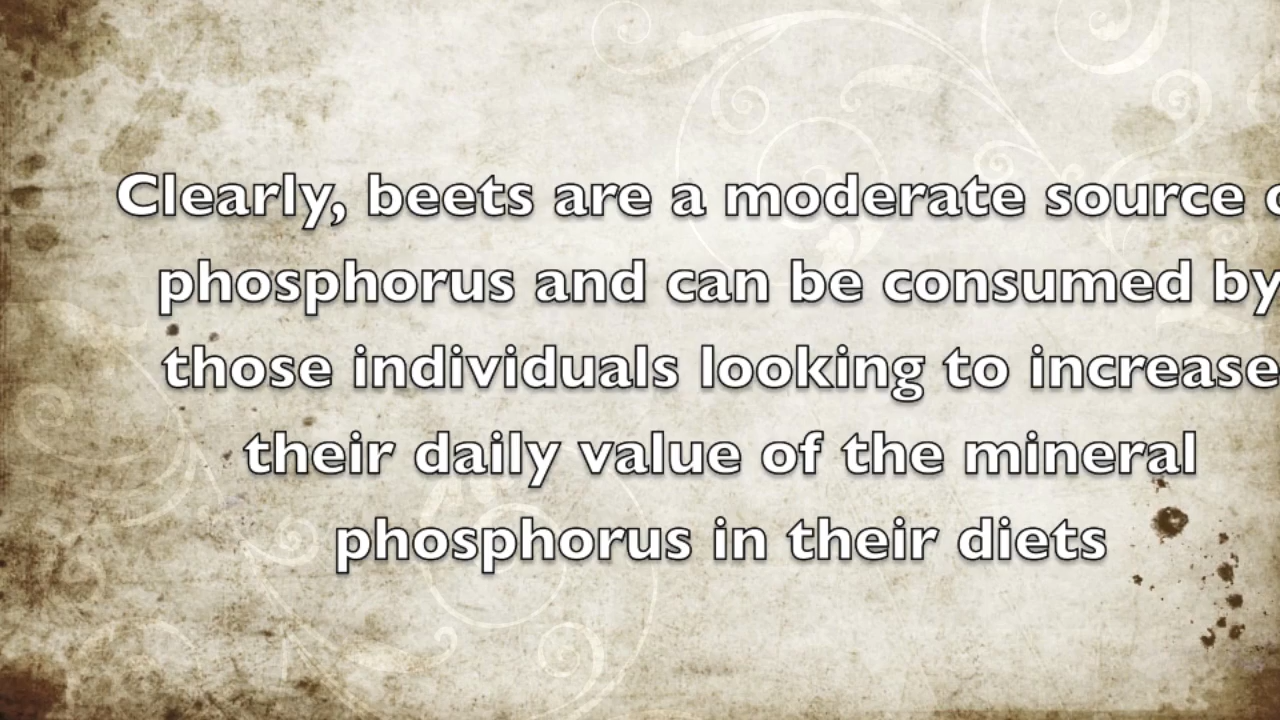 Clearly, beets are a moderate source
phosphorus and can be consumed by
those individuals looking to increase
their daily value of the mineral
phosphorus in their diets